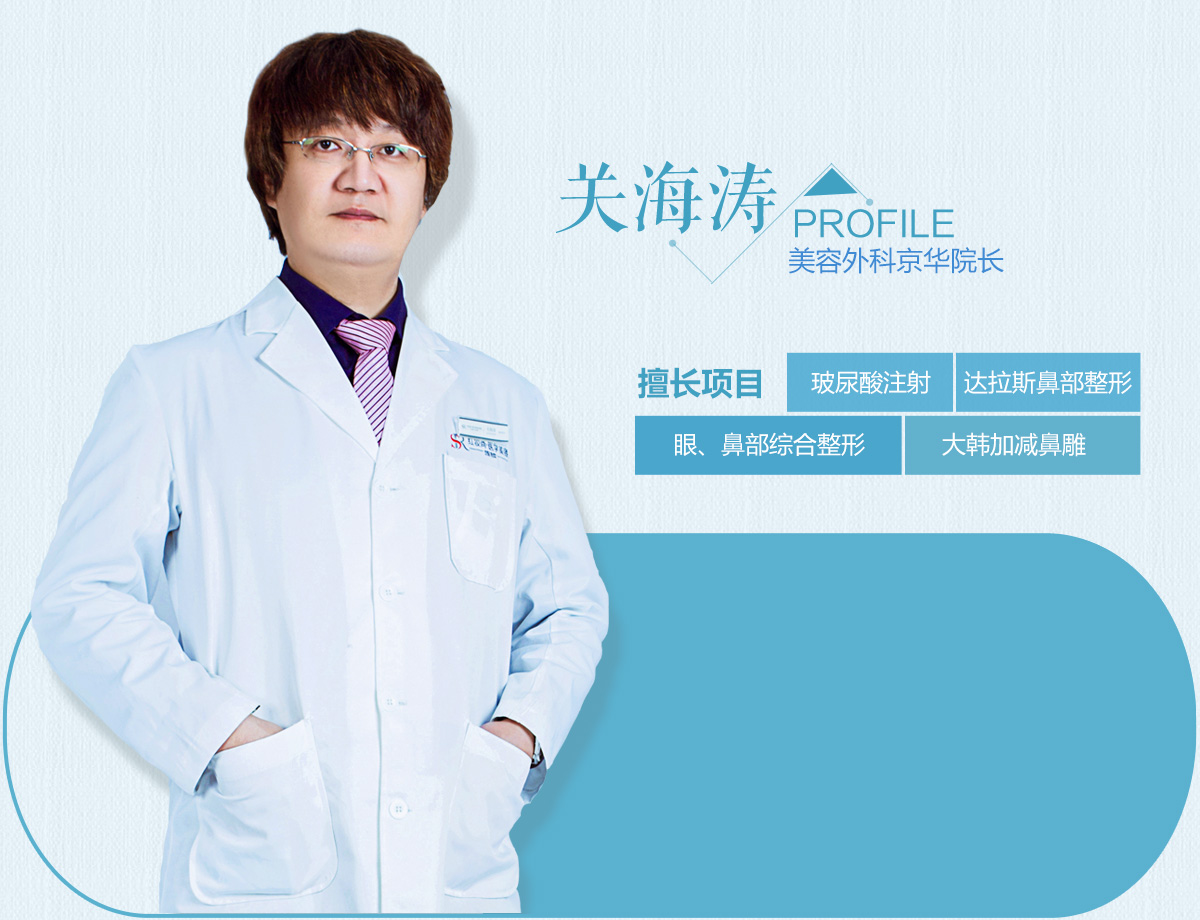 关海涛
PROFILE
美容外科京华院长
擅长项目
玻尿酸注射
达拉斯鼻部整形
眼、鼻部综合整形
大韩加减鼻雕
SR